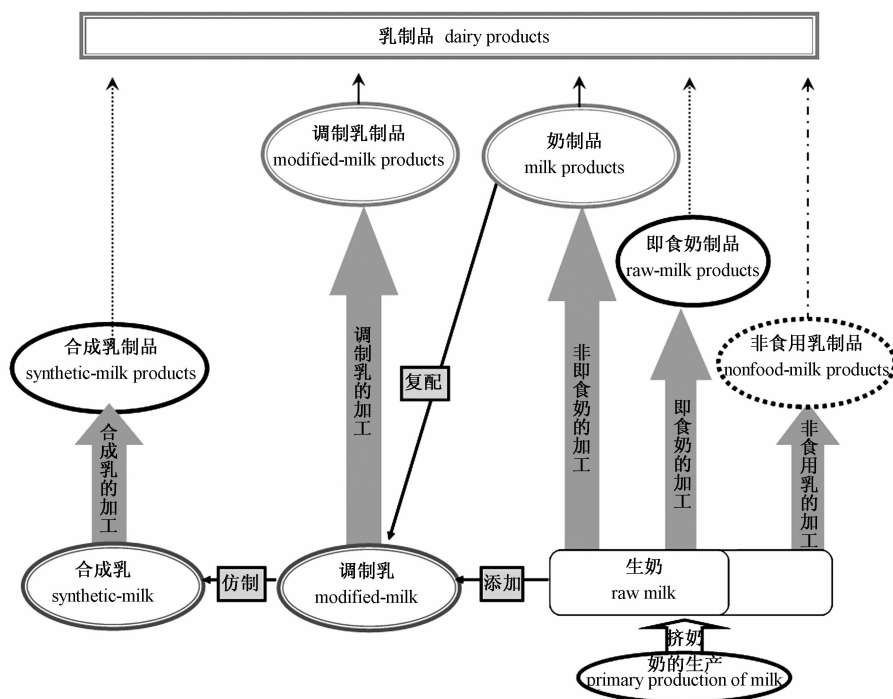 乳制品 dairy products
调制乳制品
modified-milk products
奶制品
milk products
即食奶制品
raw-milk products
合成乳制品
synthetic-milk products
非食用乳制品
nonfood-milk products
复配
合成乳的加工
调制乳的加工
非即食奶的加工
即食奶的加工
非食用乳的加工
合成乳
synthetic-milk
仿制
调制乳
modified-milk
添加
生奶
raw milk
挤奶
奶的生产
primary production of milk